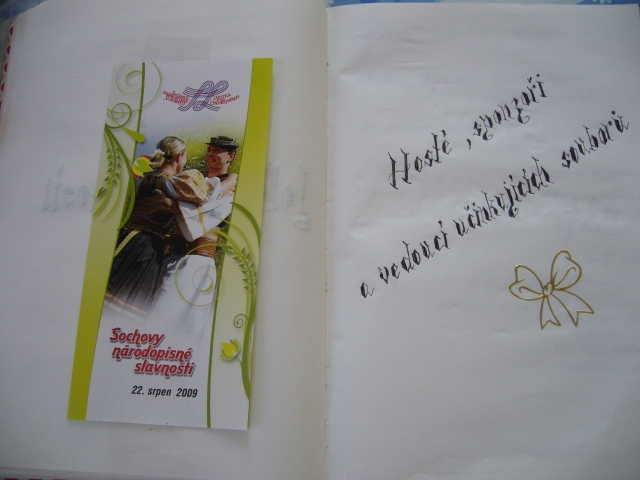 Sochovy
národopisné
slavnosti
22. srpen 2009
Hosté, sponzoři
a vedoucí účinkujících souborů